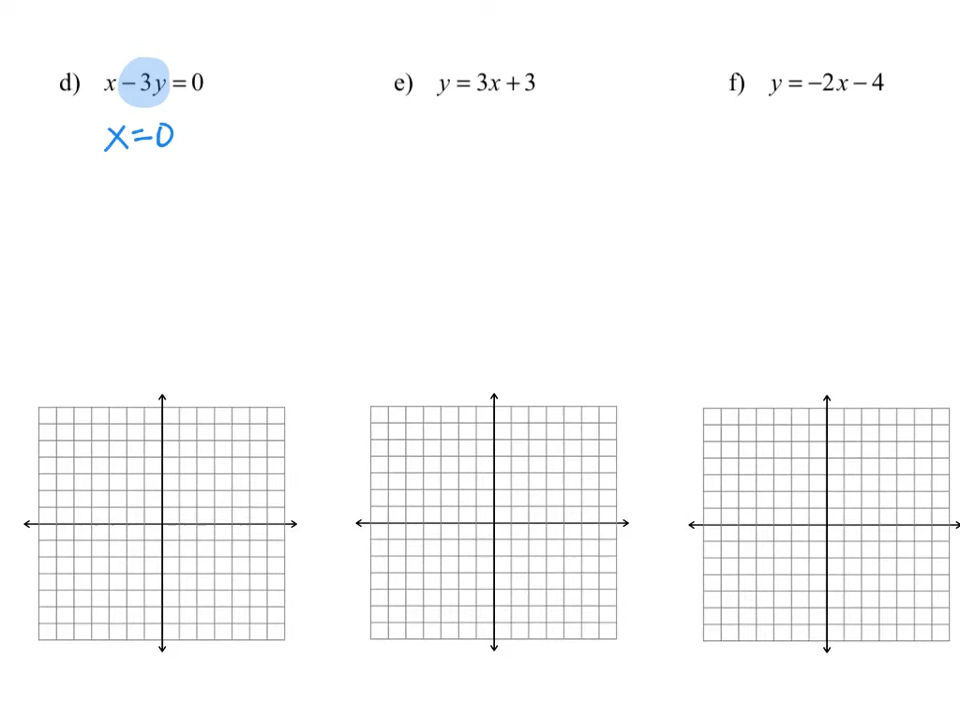 d) x − 3y = 0
e) y = 3x + 3
f) y = −2x − 4
x=0